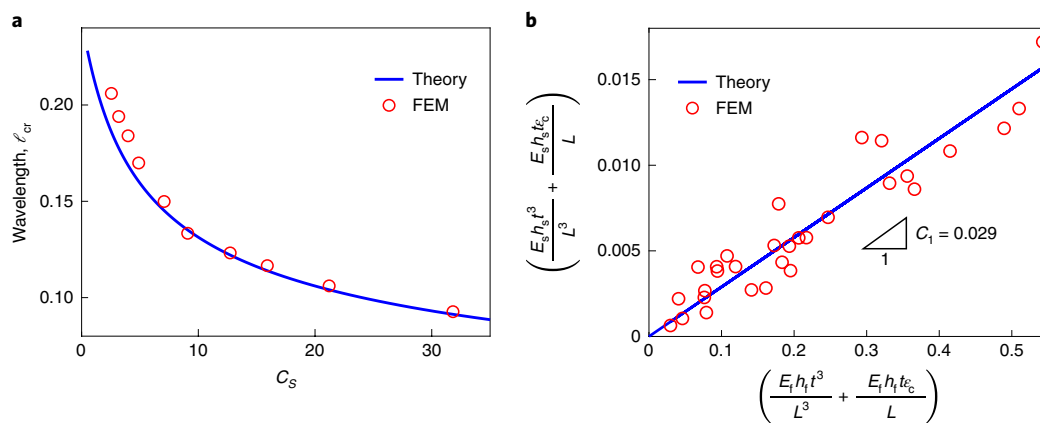 a
Wavelength, ℓcr
0.20
0.15
0.10
0
10
20
30
CS
Theory
FEM
b
(Eshst³/L³ + Eshstεc/L)
0.015
0.010
0.005
0
0
0.1
0.2
0.3
0.4
0.5
(Efhft³/L³ + Efhftεc/L)
Theory
FEM
C1 = 0.029
1